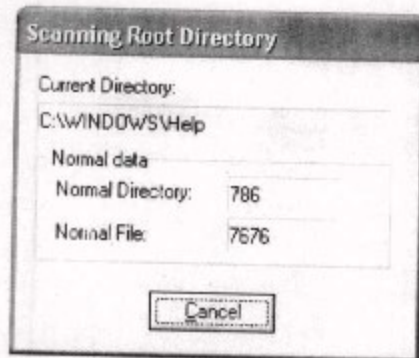 Scanning Root Directory
Current Directory:
C:\WINDOWS\Help
Normal data
Normal Directory: 786
Normal File: 7676
Cancel